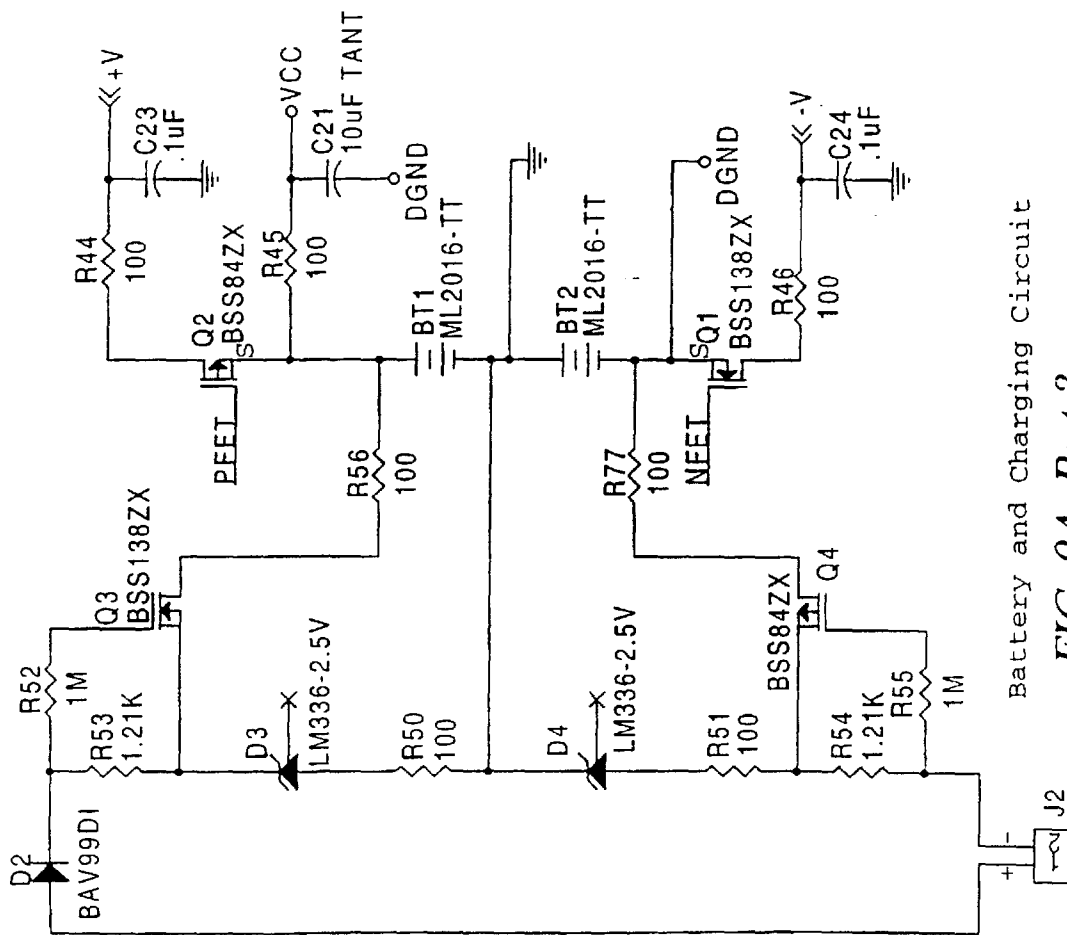 D2
BAV99DI
R52
1M
R53
1.21K
Q3
BSS138ZX
D3
LM336-2.5V
R50
100
D4
LM336-2.5V
R51
100
R54
1.21K
R55
1M
BSS84ZX
Q4
+
-
J2
PFET
Q2
BSS84ZX
S
R44
100
+V
C23
.1uF
R45
100
VCC
C21
10uF TANT
DGND
R56
100
BT1
ML2016-TT
BT2
ML2016-TT
R77
100
DGND
NFET
S
Q1
BSS138ZX
R46
100
-V
C24
.1uF
Battery and Charging Circuit